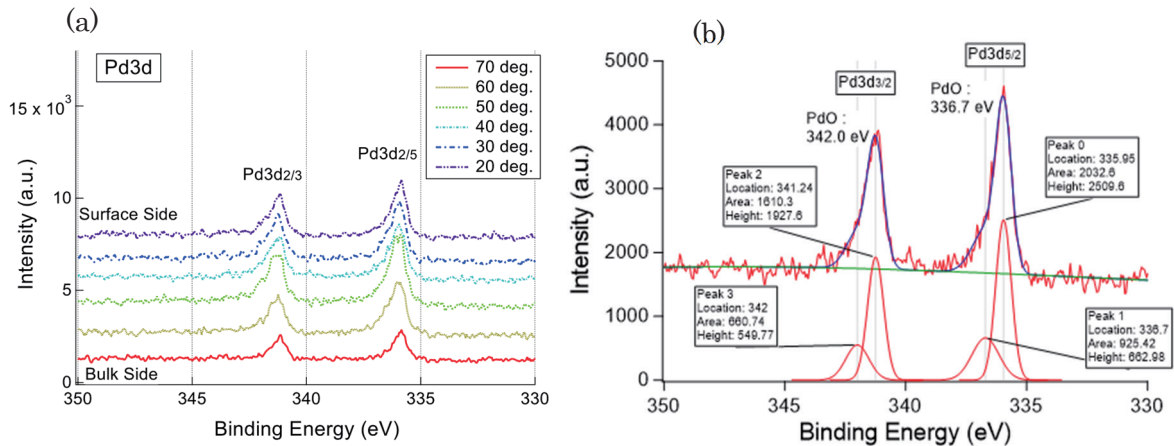 (a)
Pd3d
15 x 10³
10
5
0
Intensity (a.u.)
70 deg.
60 deg.
50 deg.
40 deg.
30 deg.
20 deg.
Pd3d2/3
Pd3d2/5
Surface Side
Bulk Side
350
345
340
335
330
Binding Energy (eV)
(b)
5000
4000
3000
2000
1000
0
Intensity (a.u.)
Pd3d3/2
Pd3d5/2
PdO :
342.0 eV
PdO :
336.7 eV
Peak 0
Location: 335.95
Area: 2032.6
Height: 2509.6
Peak 2
Location: 341.24
Area: 1610.3
Height: 1927.6
Peak 3
Location: 342
Area: 660.74
Height: 549.77
Peak 1
Location: 336.7
Area: 925.42
Height: 662.98
350
345
340
335
330
Binding Energy (eV)